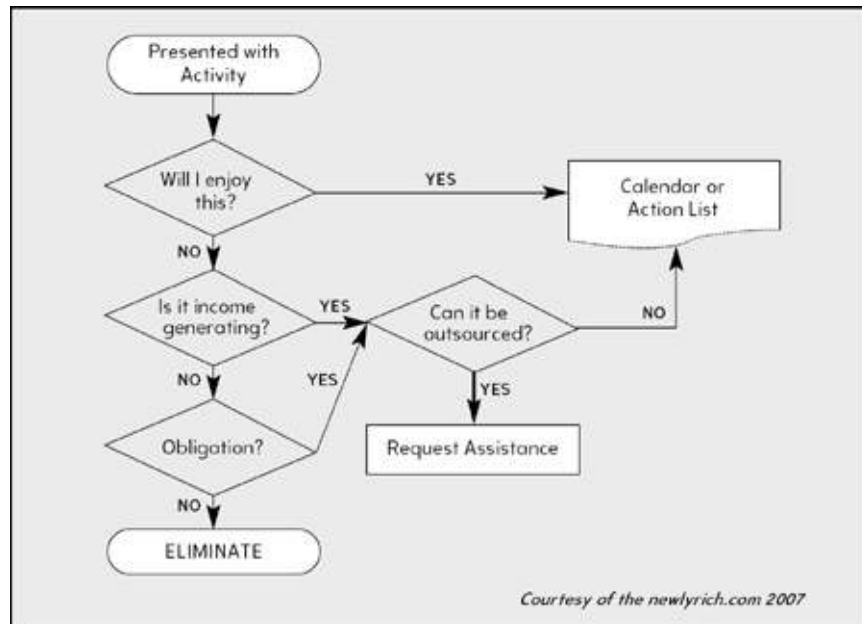 Presented with
Activity
Will I enjoy
this?
YES
Calendar or
Action List
NO
Is it income
generating?
YES
Can it be
outsourced?
NO
NO
YES
YES
Obligation?
Request Assistance
NO
ELIMINATE
Courtesy of the newlyrich.com 2007